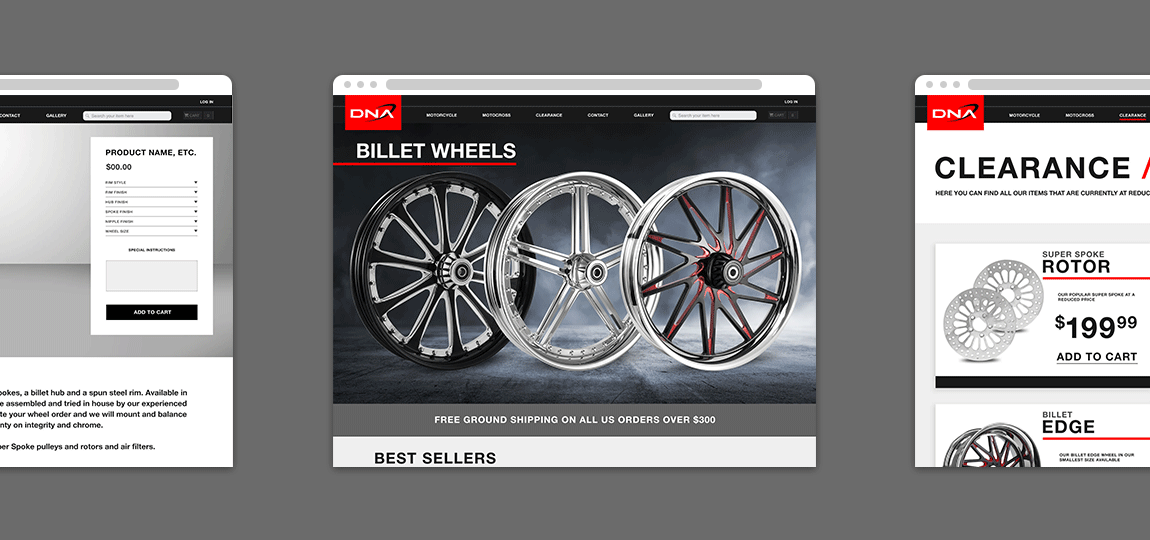 LOG IN
CONTACT
GALLERY
Search your item here
CART
0
PRODUCT NAME, ETC.
$00.00
RIM STYLE
RIM FINISH
HUB FINISH
SPOKE FINISH
NIPPLE FINISH
WHEEL SIZE
SPECIAL INSTRUCTIONS
ADD TO CART
pokes, a billet hub and a spun steel rim. Available in
e assembled and tried in house by our experienced
te your wheel order and we will mount and balance
nty on integrity and chrome.
per Spoke pulleys and rotors and air filters.
LOG IN
DNA
MOTORCYCLE
MOTOCROSS
CLEARANCE
CONTACT
GALLERY
Search your item here
CART
0
BILLET WHEELS
FREE GROUND SHIPPING ON ALL US ORDERS OVER $300
BEST SELLERS
DNA
MOTORCYCLE
MOTOCROSS
CLEARANCE
CLEARANCE /
HERE YOU CAN FIND ALL OUR ITEMS THAT ARE CURRENTLY AT REDUC
SUPER SPOKE
ROTOR
OUR POPULAR SUPER SPOKE AT A
REDUCED PRICE
$19999
ADD TO CART
BILLET
EDGE
OUR BILLET EDGE WHEEL IN OUR
SMALLEST SIZE AVAILABLE